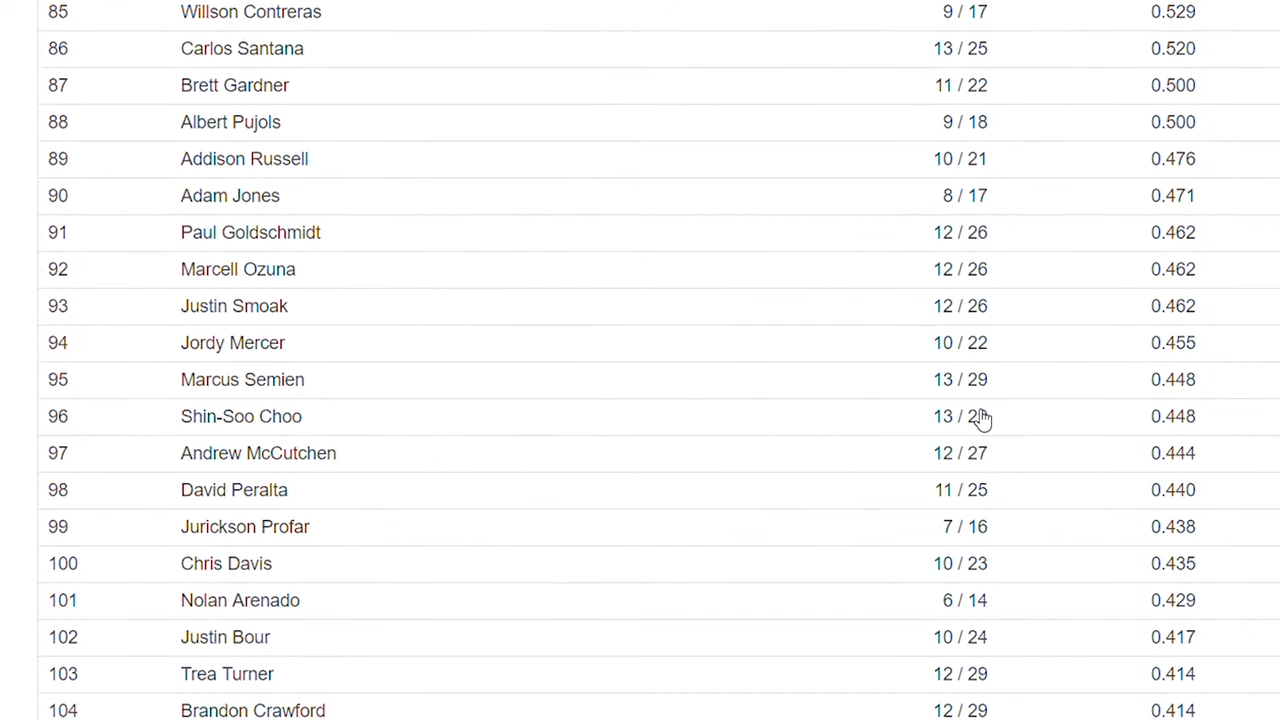 85 Willson Contreras 9 / 17 0.529
86 Carlos Santana 13 / 25 0.520
87 Brett Gardner 11 / 22 0.500
88 Albert Pujols 9 / 18 0.500
89 Addison Russell 10 / 21 0.476
90 Adam Jones 8 / 17 0.471
91 Paul Goldschmidt 12 / 26 0.462
92 Marcell Ozuna 12 / 26 0.462
93 Justin Smoak 12 / 26 0.462
94 Jordy Mercer 10 / 22 0.455
95 Marcus Semien 13 / 29 0.448
96 Shin-Soo Choo 13 / 0.448
97 Andrew McCutchen 12 / 27 0.444
98 David Peralta 11 / 25 0.440
99 Jurickson Profar 7 / 16 0.438
100 Chris Davis 10 / 23 0.435
101 Nolan Arenado 6 / 14 0.429
102 Justin Bour 10 / 24 0.417
103 Trea Turner 12 / 29 0.414
104 Brandon Crawford 12 / 29 0.414